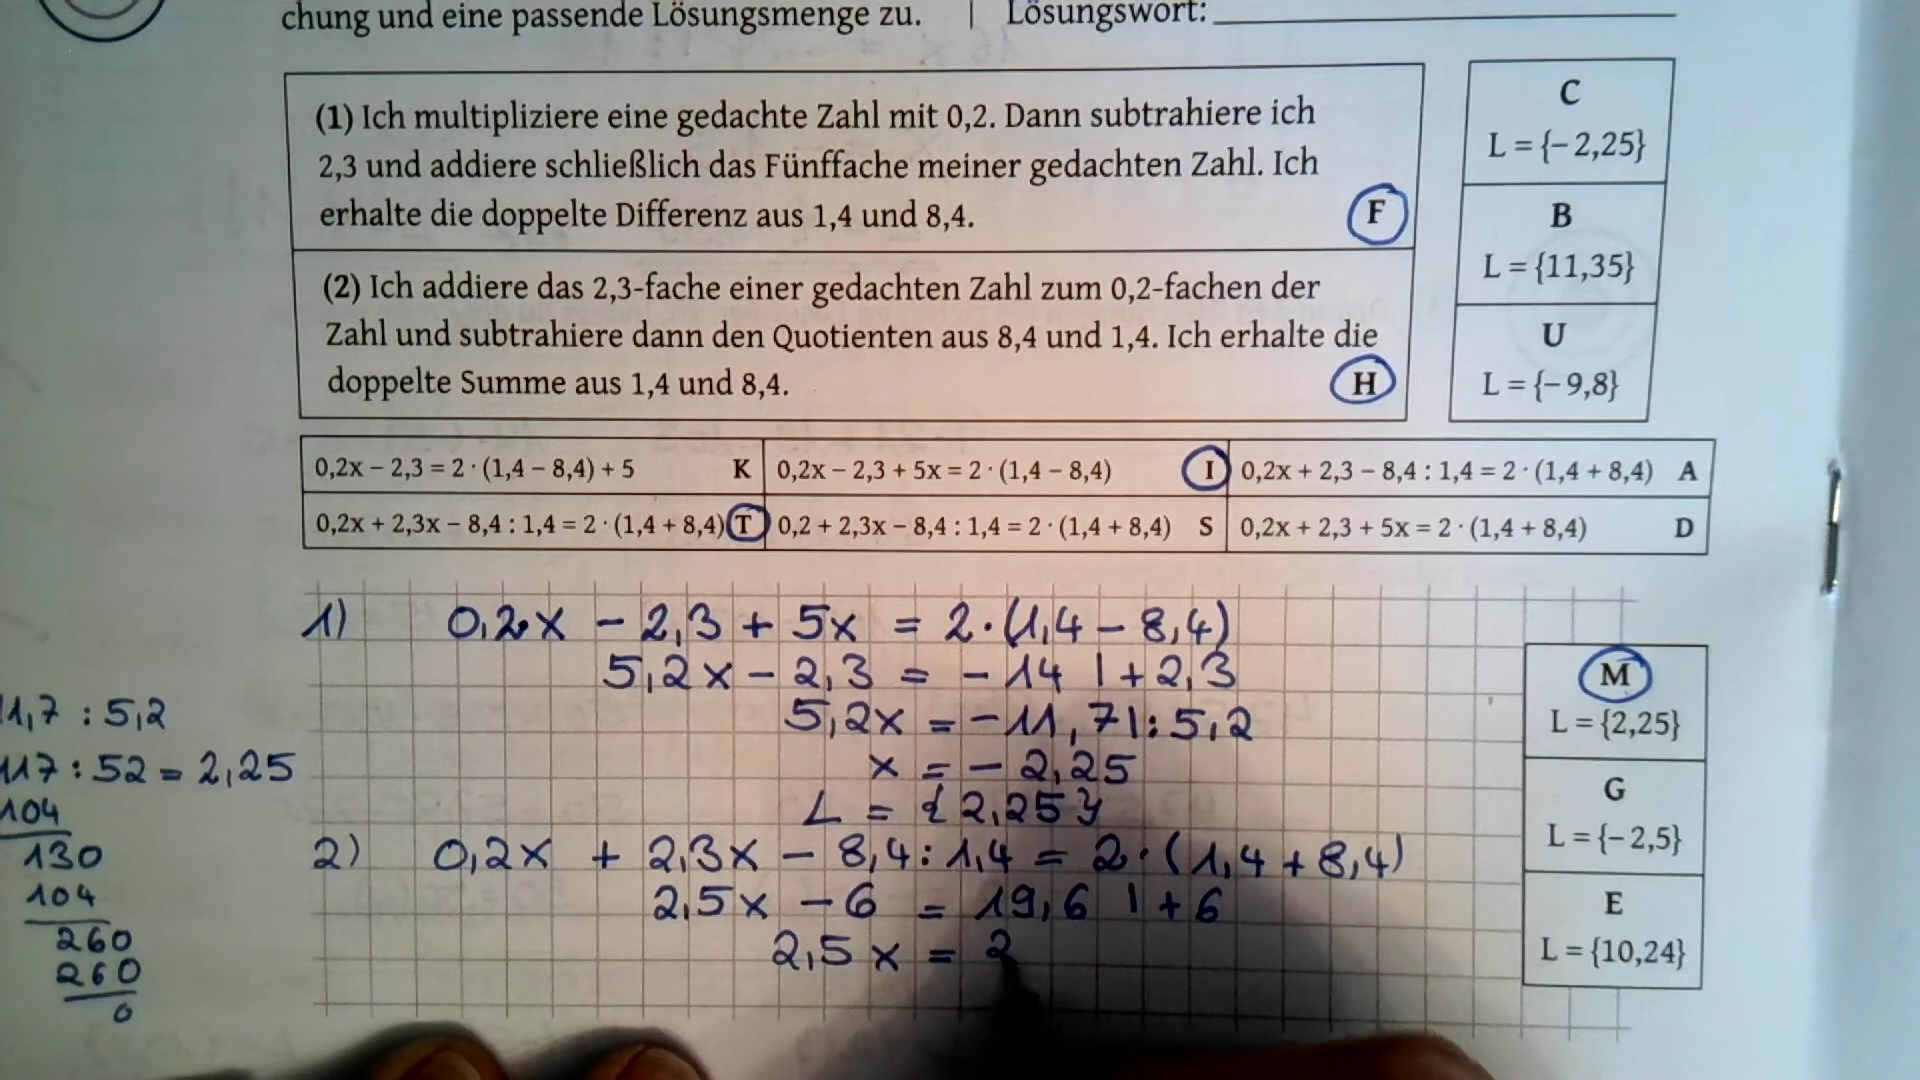 chung und eine passende Lösungsmenge zu. | Lösungswort:
(1) Ich multipliziere eine gedachte Zahl mit 0,2. Dann subtrahiere ich
2,3 und addiere schließlich das Fünffache meiner gedachten Zahl. Ich
erhalte die doppelte Differenz aus 1,4 und 8,4. F
(2) Ich addiere das 2,3-fache einer gedachten Zahl zum 0,2-fachen der
Zahl und subtrahiere dann den Quotienten aus 8,4 und 1,4. Ich erhalte die
doppelte Summe aus 1,4 und 8,4. H
C
L = {– 2,25}
B
L = {11,35}
U
L = {– 9,8}
0,2x – 2,3 = 2 · (1,4 – 8,4) + 5 K
0,2x – 2,3 + 5x = 2 · (1,4 – 8,4) I
0,2x + 2,3 – 8,4 : 1,4 = 2 · (1,4 + 8,4) A
0,2x + 2,3x – 8,4 : 1,4 = 2 · (1,4 + 8,4) T
0,2 + 2,3x – 8,4 : 1,4 = 2 · (1,4 + 8,4) S
0,2x + 2,3 + 5x = 2 · (1,4 + 8,4) D
1) 0,2x – 2,3 + 5x = 2·(1,4 – 8,4)
5,2x – 2,3 = – 14 | + 2,3
5,2x = – 11,7 | : 5,2
x = – 2,25
L = {2,25}
2) 0,2x + 2,3x – 8,4 : 1,4 = 2·(1,4 + 8,4)
2,5x – 6 = 19,6 | + 6
2,5x = 2
11,7 : 5,2
117 : 52 = 2,25
104
130
104
260
260
0
M
L = {2,25}
G
L = {– 2,5}
E
L = {10,24}